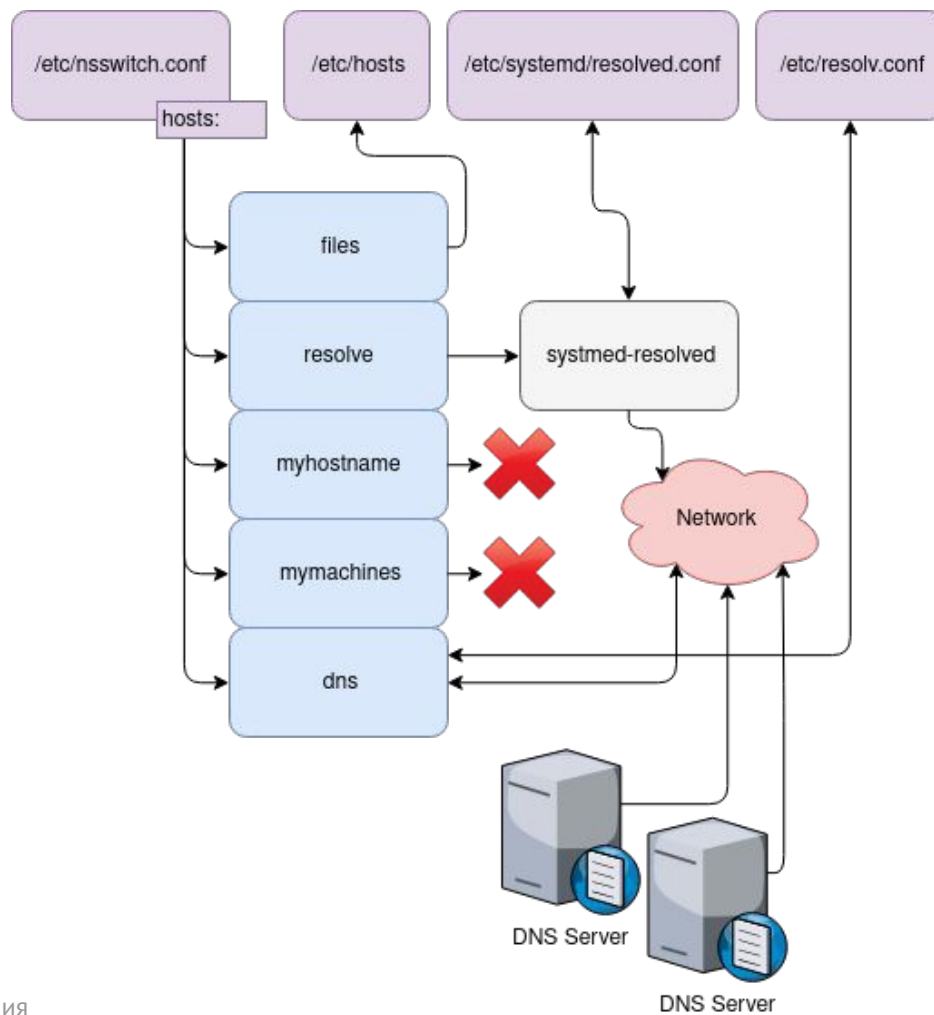 /etc/nsswitch.conf
/etc/hosts
/etc/systemd/resolved.conf
/etc/resolv.conf
hosts:
files
resolve
systmed-resolved
myhostname
Network
mymachines
dns
DNS Server
DNS Server
ия